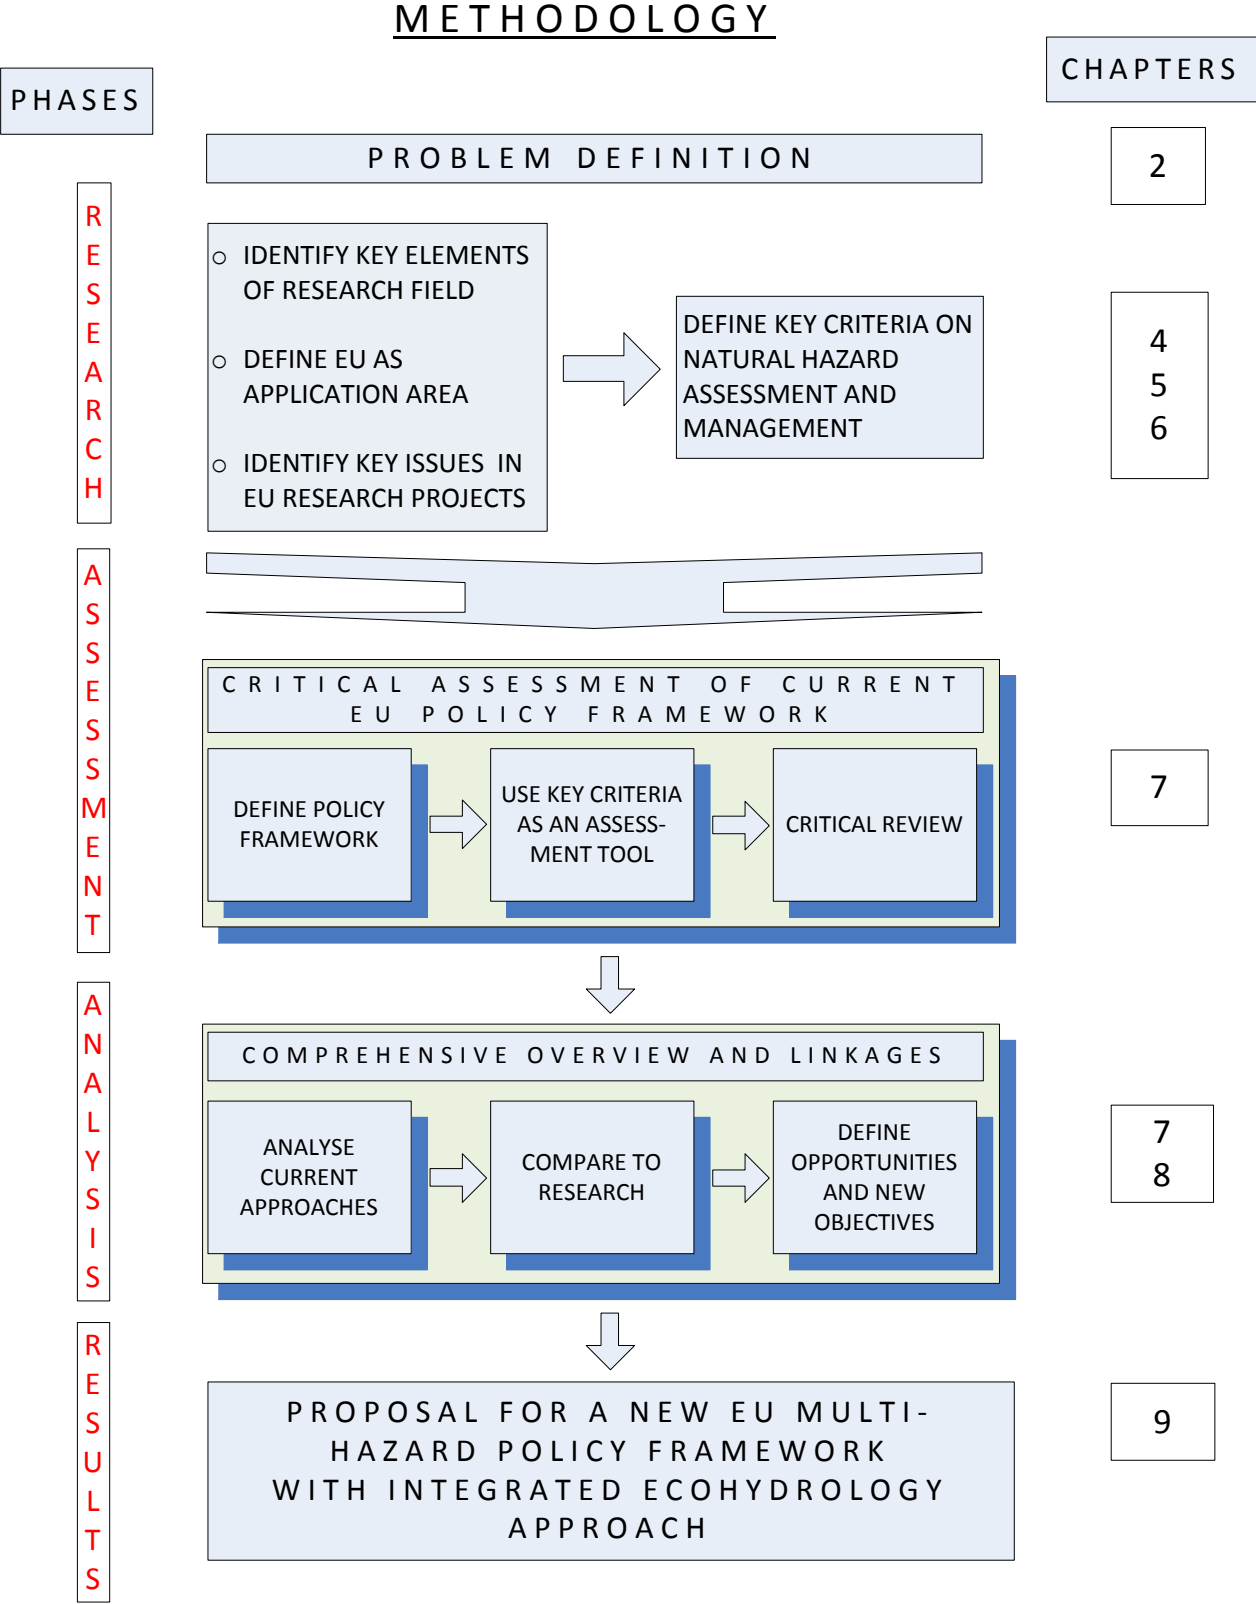 METHODOLOGY
PHASES
CHAPTERS
PROBLEM DEFINITION
2
RESEARCH
o IDENTIFY KEY ELEMENTS
OF RESEARCH FIELD
o DEFINE EU AS
APPLICATION AREA
o IDENTIFY KEY ISSUES IN
EU RESEARCH PROJECTS
DEFINE KEY CRITERIA ON
NATURAL HAZARD
ASSESSMENT AND
MANAGEMENT
4
5
6
ASSESSMENT
CRITICAL ASSESSMENT OF CURRENT
EU POLICY FRAMEWORK
DEFINE POLICY
FRAMEWORK
USE KEY CRITERIA
AS AN ASSESS-
MENT TOOL
CRITICAL REVIEW
7
ANALYSIS
COMPREHENSIVE OVERVIEW AND LINKAGES
ANALYSE
CURRENT
APPROACHES
COMPARE TO
RESEARCH
DEFINE
OPPORTUNITIES
AND NEW
OBJECTIVES
7
8
RESULTS
PROPOSAL FOR A NEW EU MULTI-
HAZARD POLICY FRAMEWORK
WITH INTEGRATED ECOHYDROLOGY
APPROACH
9